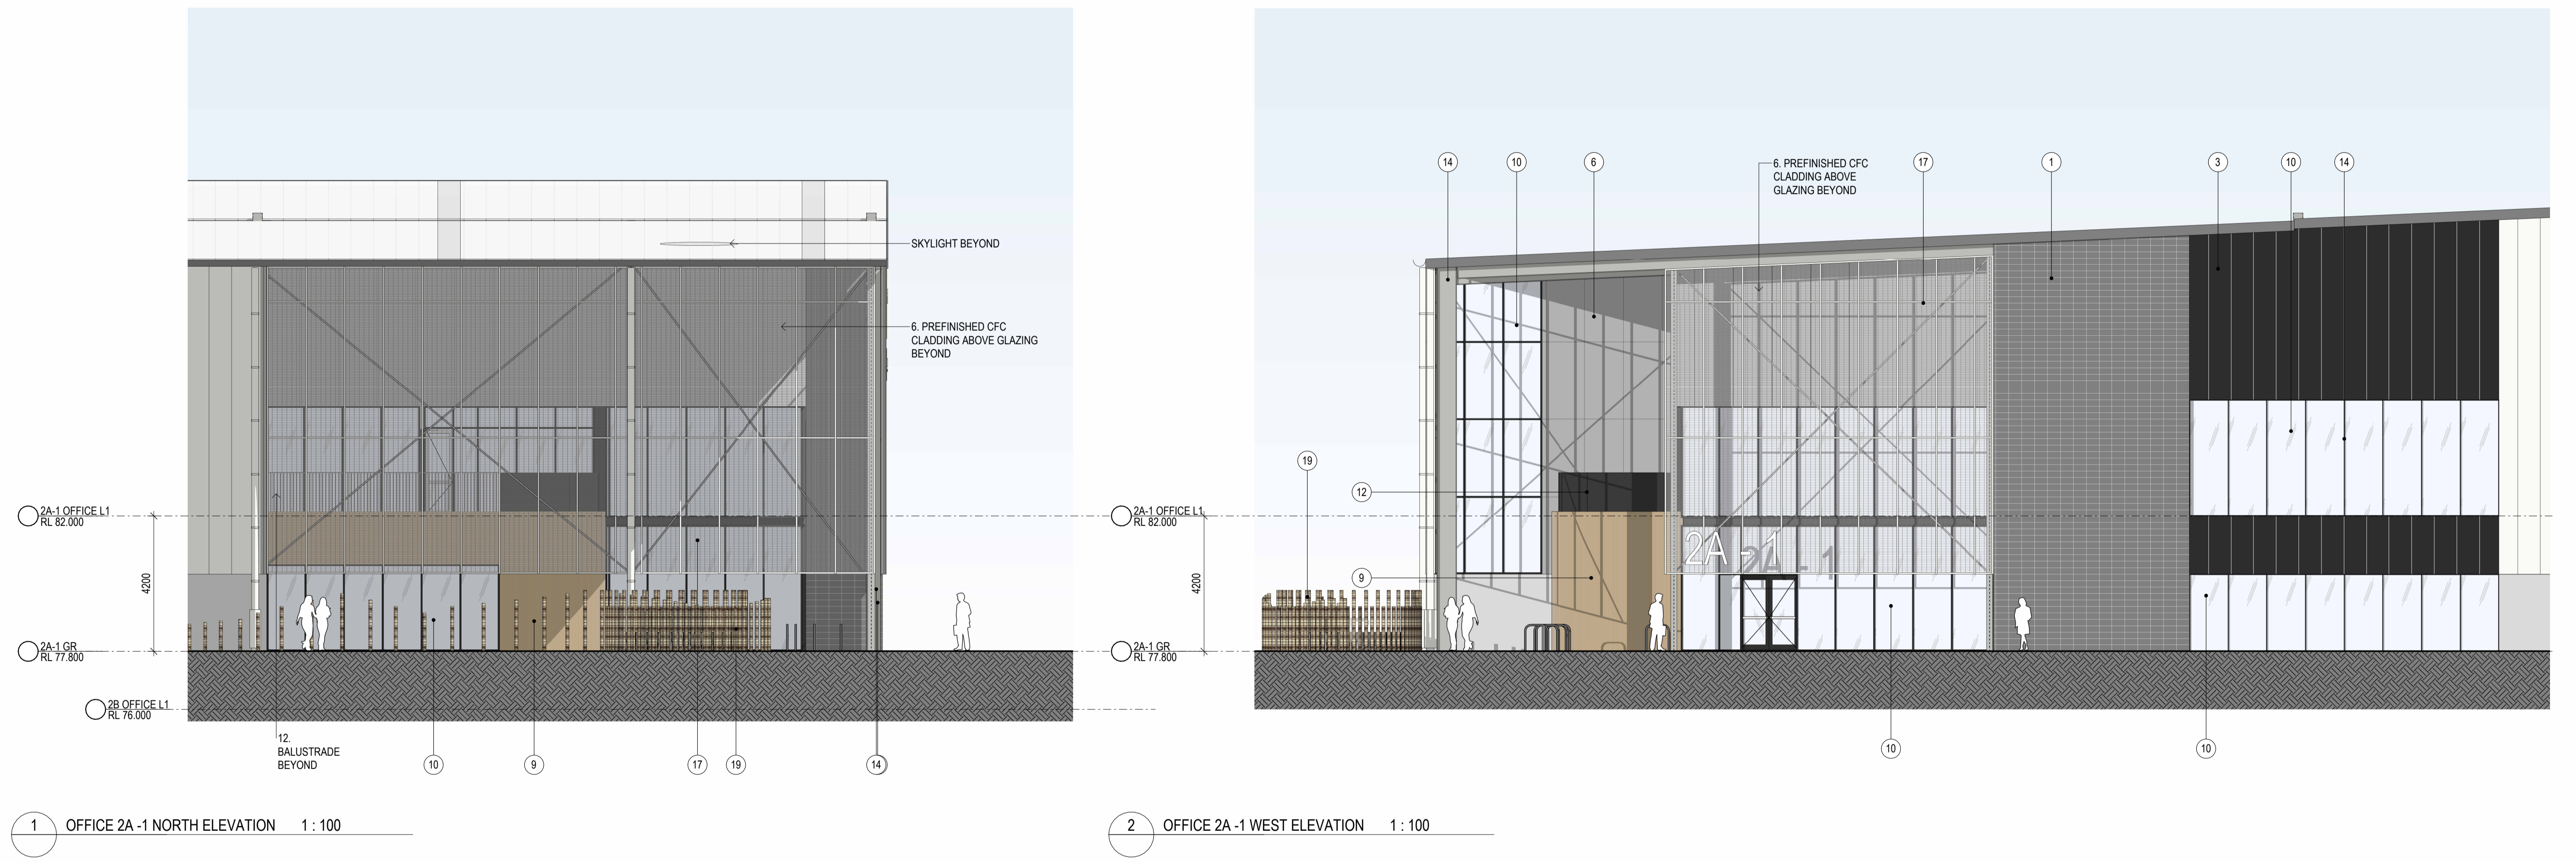 SKYLIGHT BEYOND
6. PREFINISHED CFC
CLADDING ABOVE GLAZING
BEYOND
2A-1 OFFICE L1
RL 82.000
4200
2A-1 GR
RL 77.800
2B OFFICE L1
RL 76.000
12.
BALUSTRADE
BEYOND
10
9
17
19
14
1
OFFICE 2A -1 NORTH ELEVATION 1 : 100
14
10
6
6. PREFINISHED CFC
CLADDING ABOVE
GLAZING BEYOND
17
1
3
10
14
19
12
2A-1 OFFICE L1
RL 82.000
2A - 1
2A - 1
9
4200
2A-1 GR
RL 77.800
10
10
2
OFFICE 2A -1 WEST ELEVATION 1 : 100